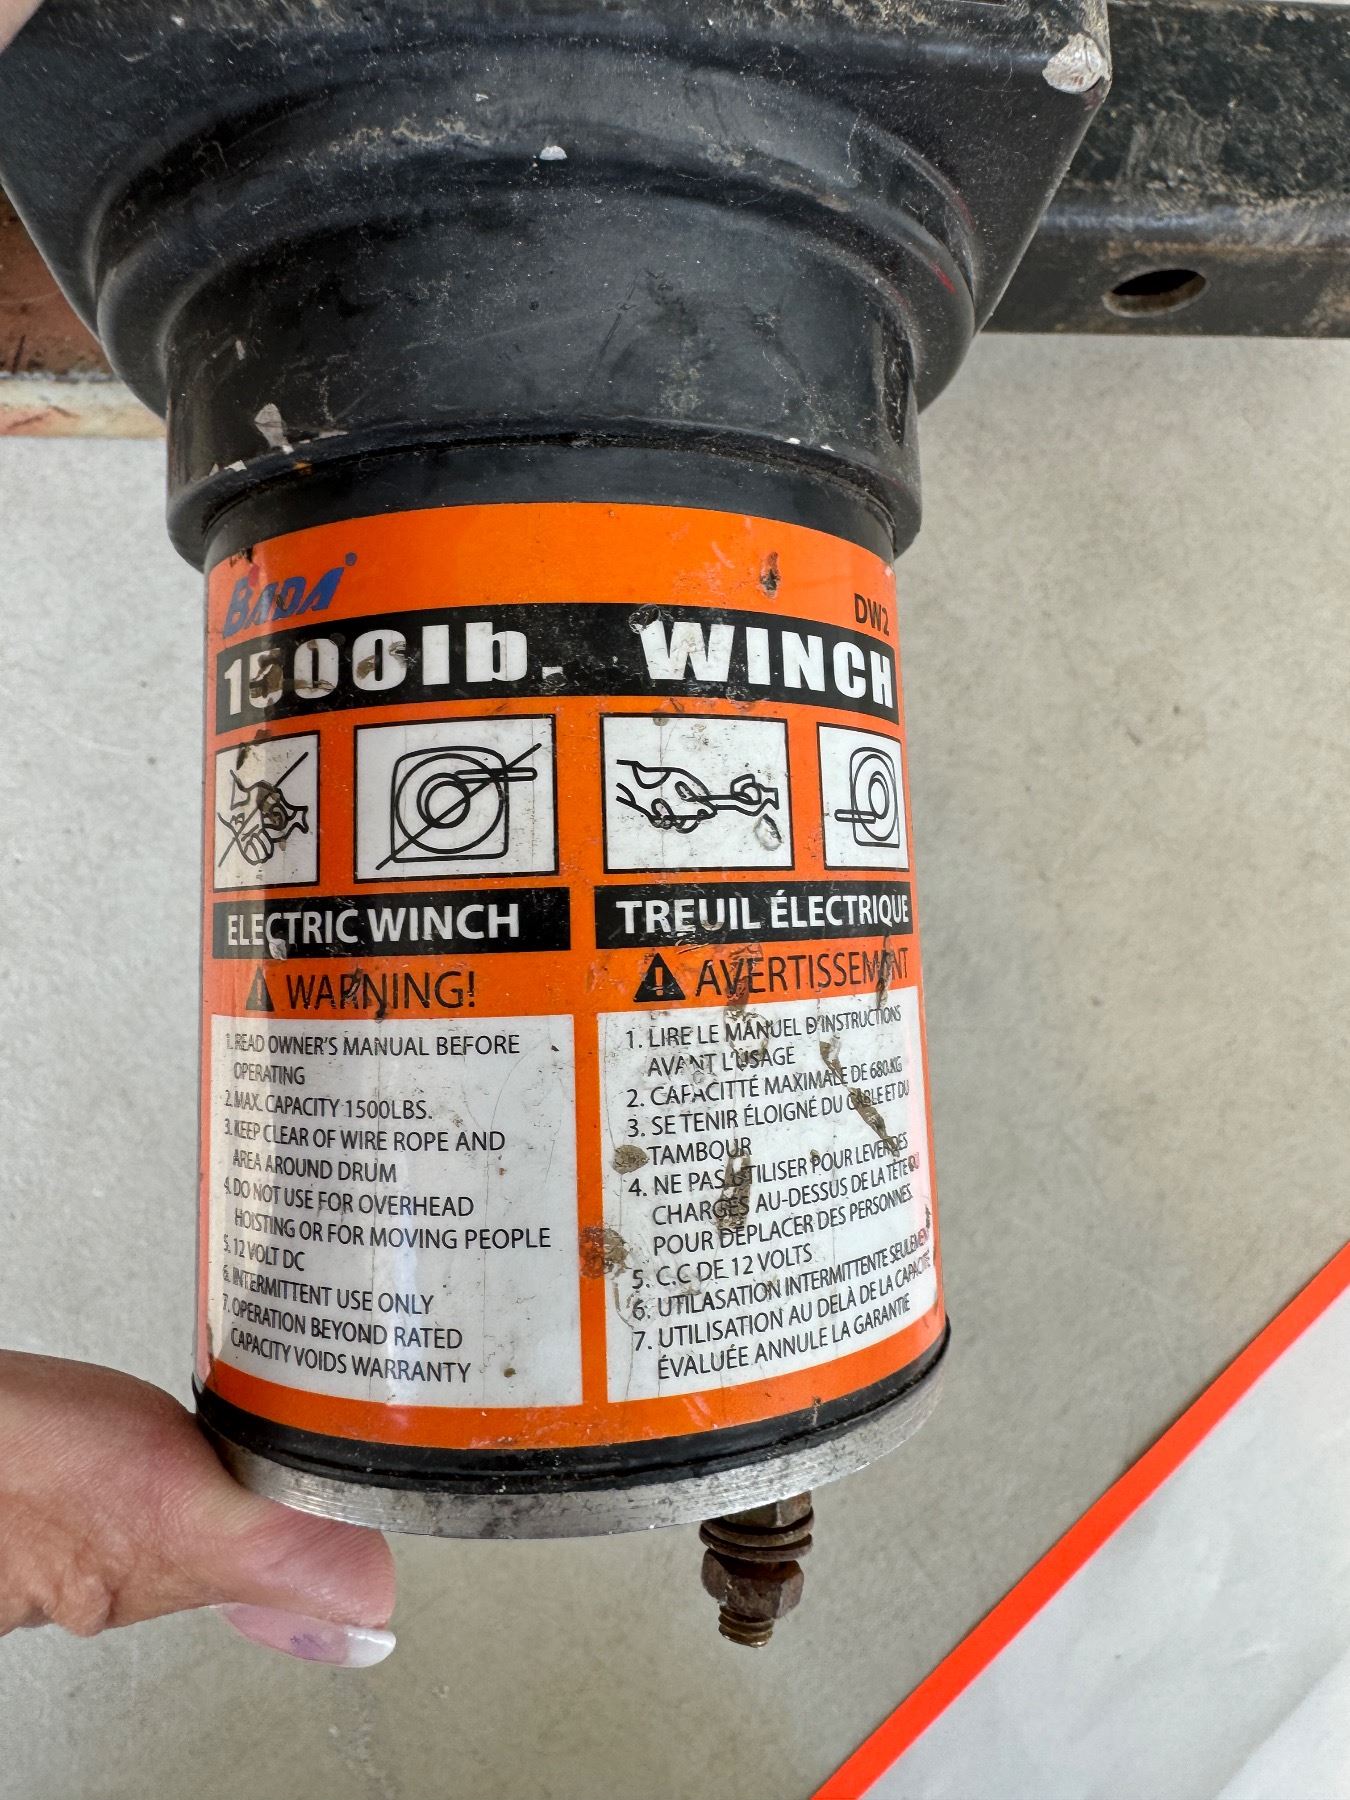 BADA
DW2
1500lb. WINCH
ELECTRIC WINCH
WARNING!
1. READ OWNER'S MANUAL BEFORE
OPERATING
2. MAX. CAPACITY 1500LBS.
3. KEEP CLEAR OF WIRE ROPE AND
AREA AROUND DRUM
4. DO NOT USE FOR OVERHEAD
HOISTING OR FOR MOVING PEOPLE
5. 12 VOLT DC
6. INTERMITTENT USE ONLY
7. OPERATION BEYOND RATED
CAPACITY VOIDS WARRANTY
TREUIL ÉLECTRIQUE
AVERTISSEMENT
1. LIRE LE MANUEL D'INSTRUCTIONS
AVANT L'USAGE
2. CAPACITTÉ MAXIMALE DE 680.KG
3. SE TENIR ÉLOIGNÉ DU CABLE ET DU
TAMBOUR
4. NE PAS UTILISER POUR LEVER DES
CHARGES AU-DESSUS DE LA TÊTE OU
POUR DÉPLACER DES PERSONNES.
5. C.C DE 12 VOLTS
6. UTILASATION INTERMITTENTE SEULEMENT
7. UTILISATION AU DELÀ DE LA CAPACITÉ
ÉVALUÉE ANNULE LA GARANTIE